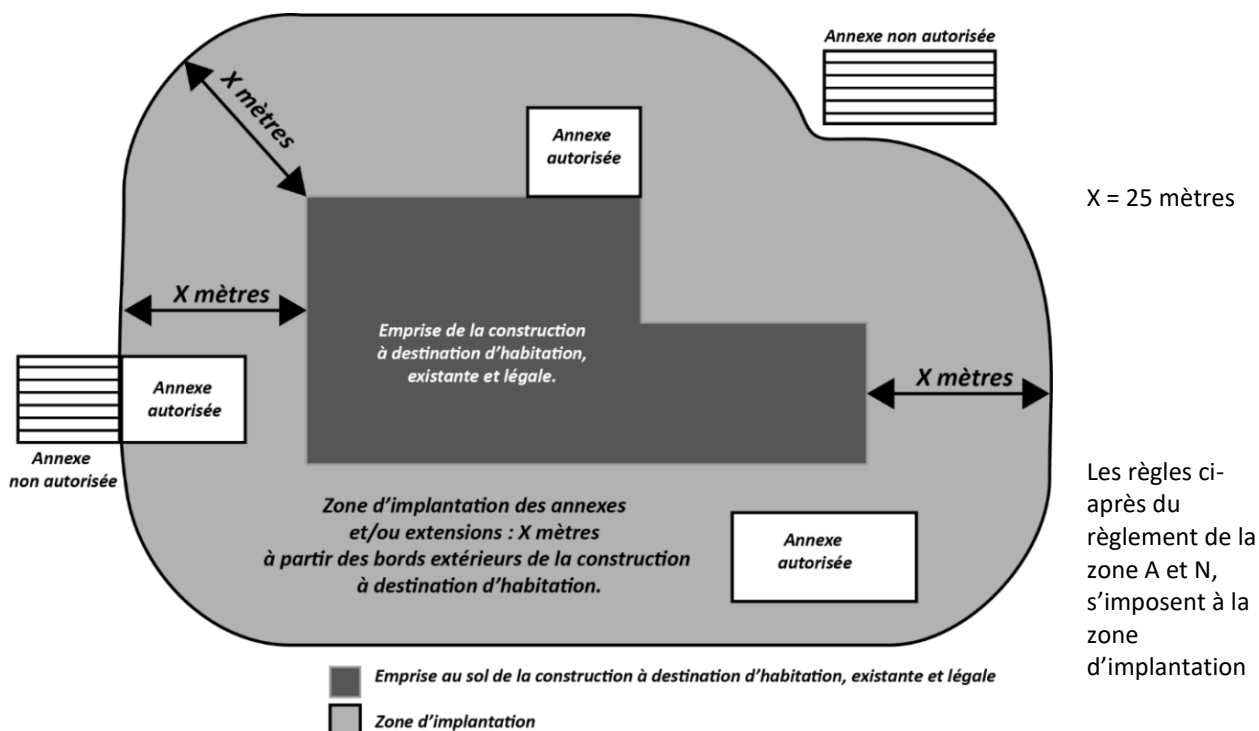 Annexe non autorisée
X mètres
Annexe
autorisée
X = 25 mètres
X mètres
Emprise de la construction
à destination d’habitation,
existante et légale.
X mètres
Annexe
autorisée
Annexe
non autorisée
Les règles ci-
après du
règlement de la
zone A et N,
s’imposent à la
zone
d’implantation
Zone d’implantation des annexes
et/ou extensions : X mètres
à partir des bords extérieurs de la construction
à destination d’habitation.
Annexe
autorisée
Emprise au sol de la construction à destination d’habitation, existante et légale
Zone d’implantation